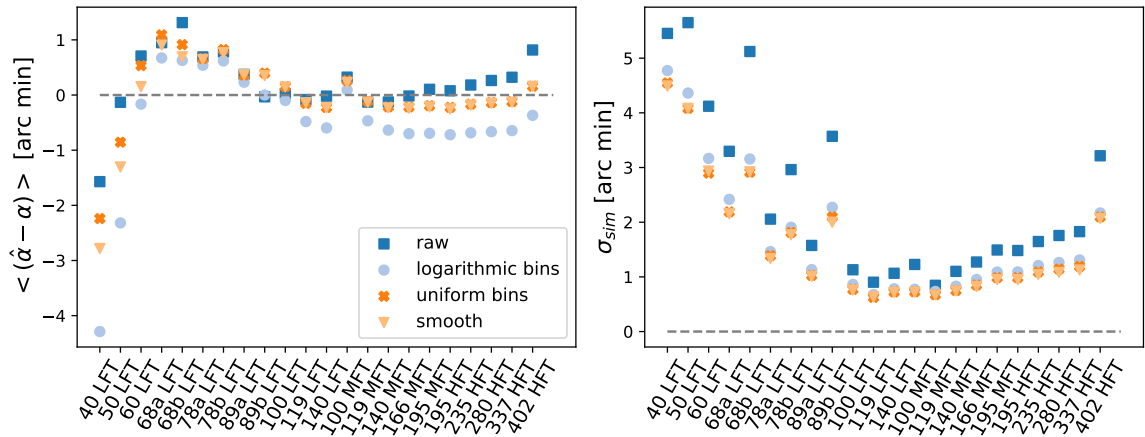 1
0
−1
−2
−3
−4
< (α̂ − α) > [arc min]
raw
logarithmic bins
uniform bins
smooth
40 LFT
50 LFT
60 LFT
68a LFT
68b LFT
78a LFT
78b LFT
89a LFT
89b LFT
100 LFT
119 LFT
140 LFT
100 MFT
119 MFT
140 MFT
166 MFT
195 MFT
195 HFT
235 HFT
280 HFT
337 HFT
402 HFT
5
4
3
2
1
0
σsim [arc min]
40 LFT
50 LFT
60 LFT
68a LFT
68b LFT
78a LFT
78b LFT
89a LFT
89b LFT
100 LFT
119 LFT
140 LFT
100 MFT
119 MFT
140 MFT
166 MFT
195 MFT
195 HFT
235 HFT
280 HFT
337 HFT
402 HFT